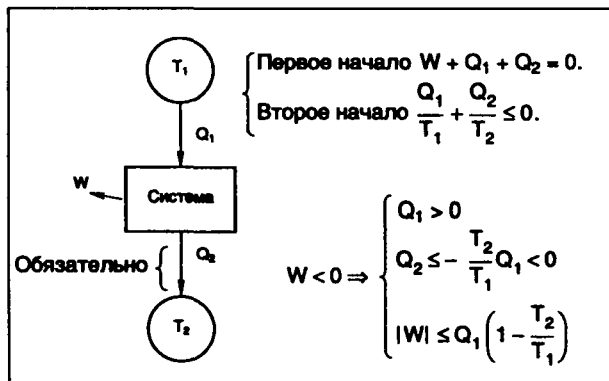 T₁
Первое начало W + Q₁ + Q₂ = 0.
Второе начало Q₁/T₁ + Q₂/T₂ ≤ 0.
Q₁
W
Система
Обязательно {
Q₂
T₂
W < 0 ⇒ { Q₁ > 0
Q₂ ≤ - T₂/T₁ Q₁ < 0
|W| ≤ Q₁ (1 - T₂/T₁)